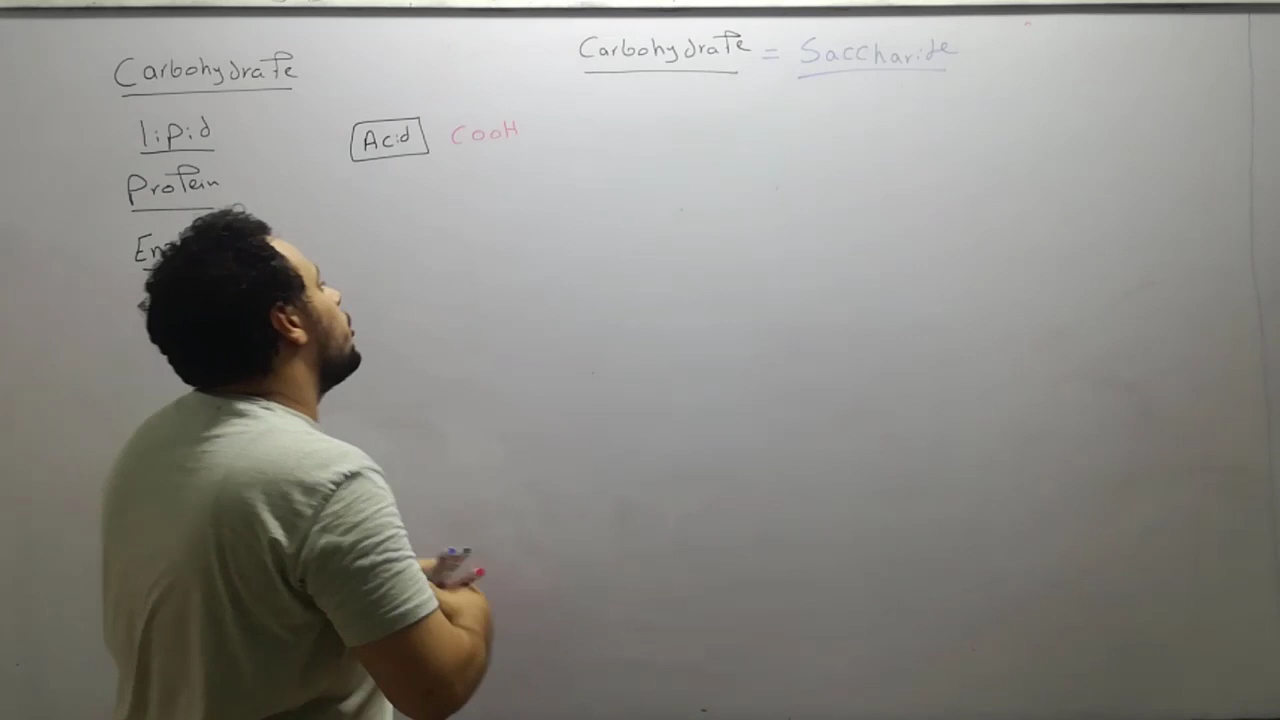 Carbohydrate
lipid
Protein
Acid COOH
Carbohydrate = Saccharide